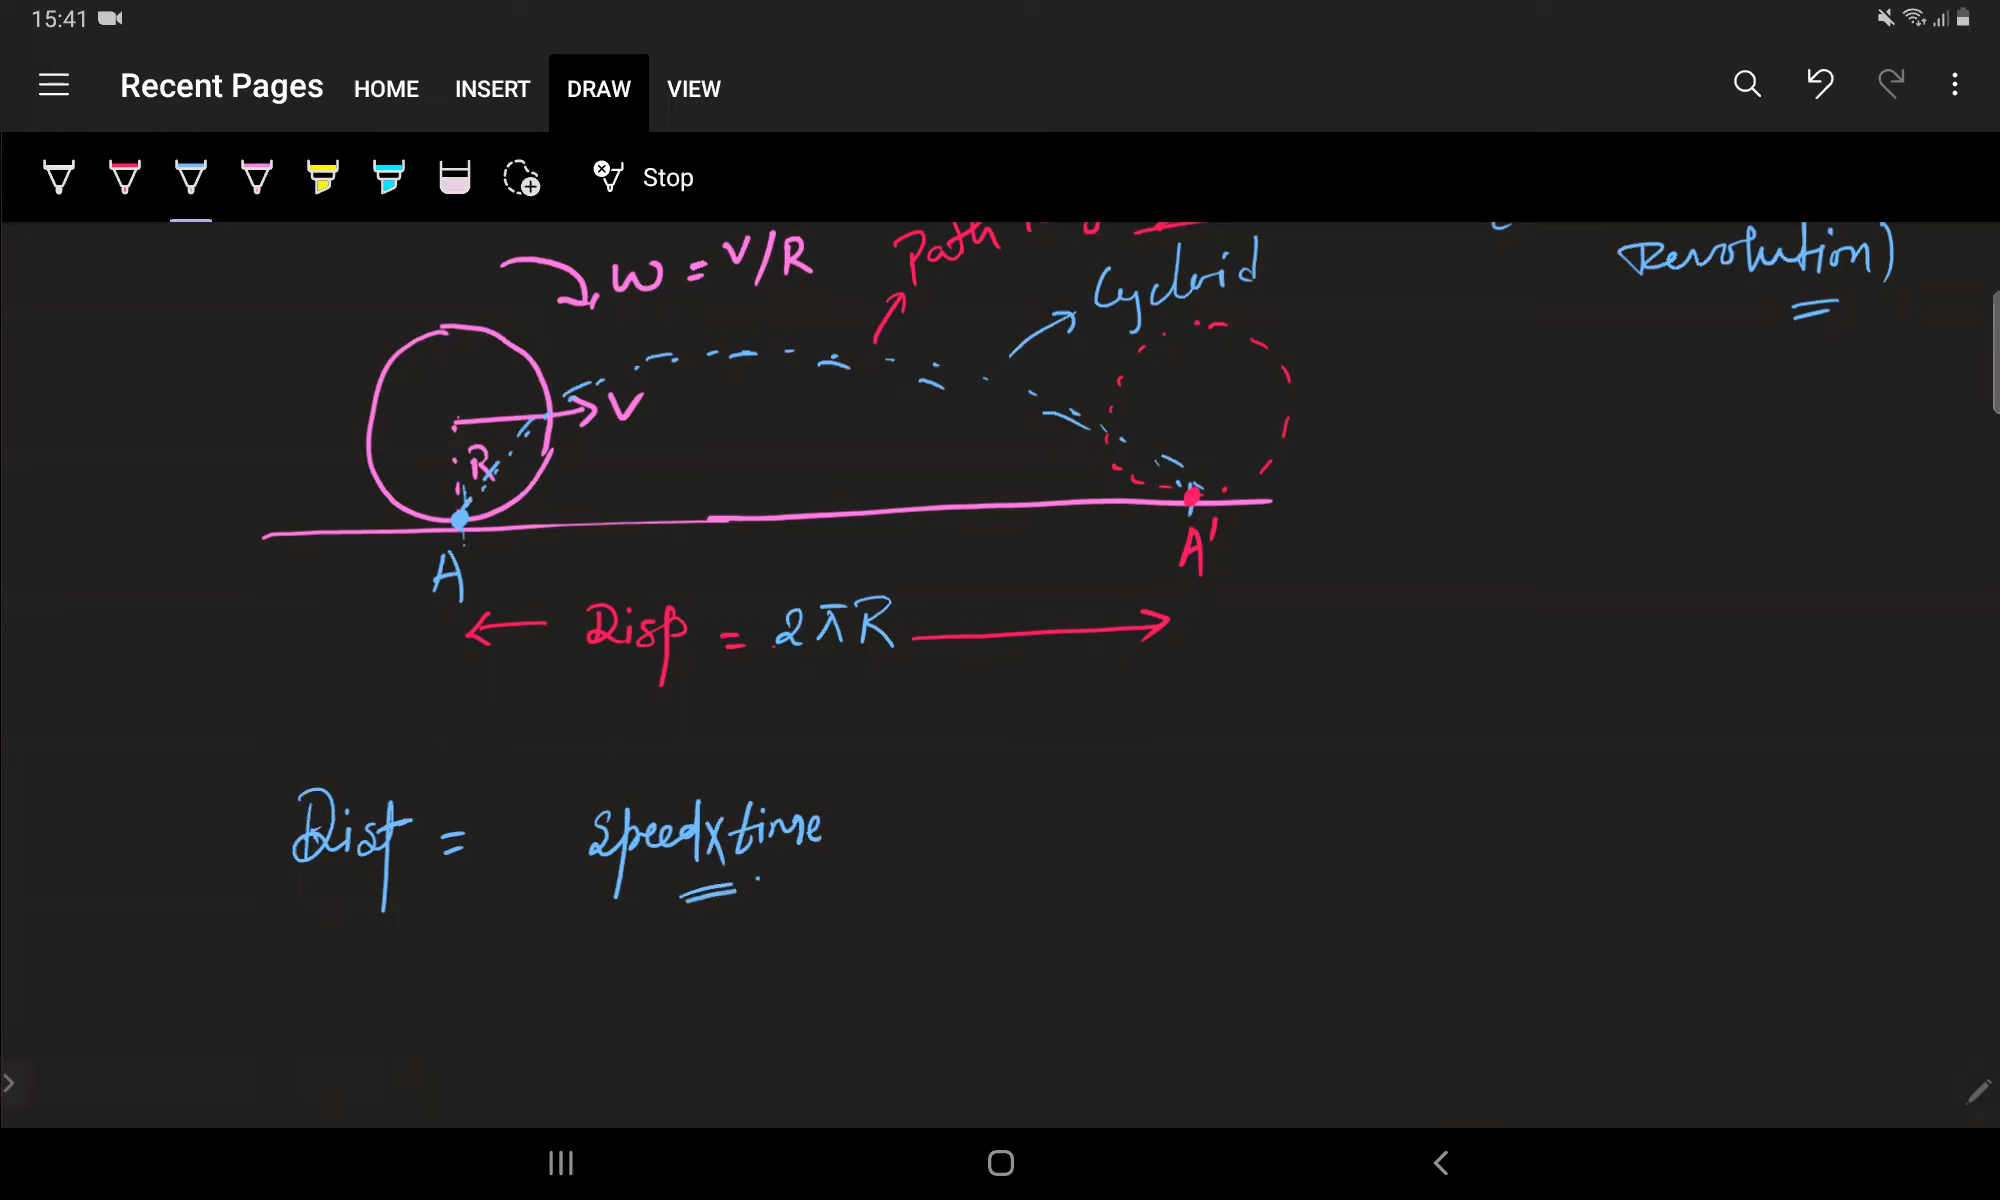 15:41
Recent Pages HOME INSERT DRAW VIEW
Stop
Path
Revolution)
W = V/R
Cycloid
V
R
A
A'
Disp = 2πR
Dist = Speed x time